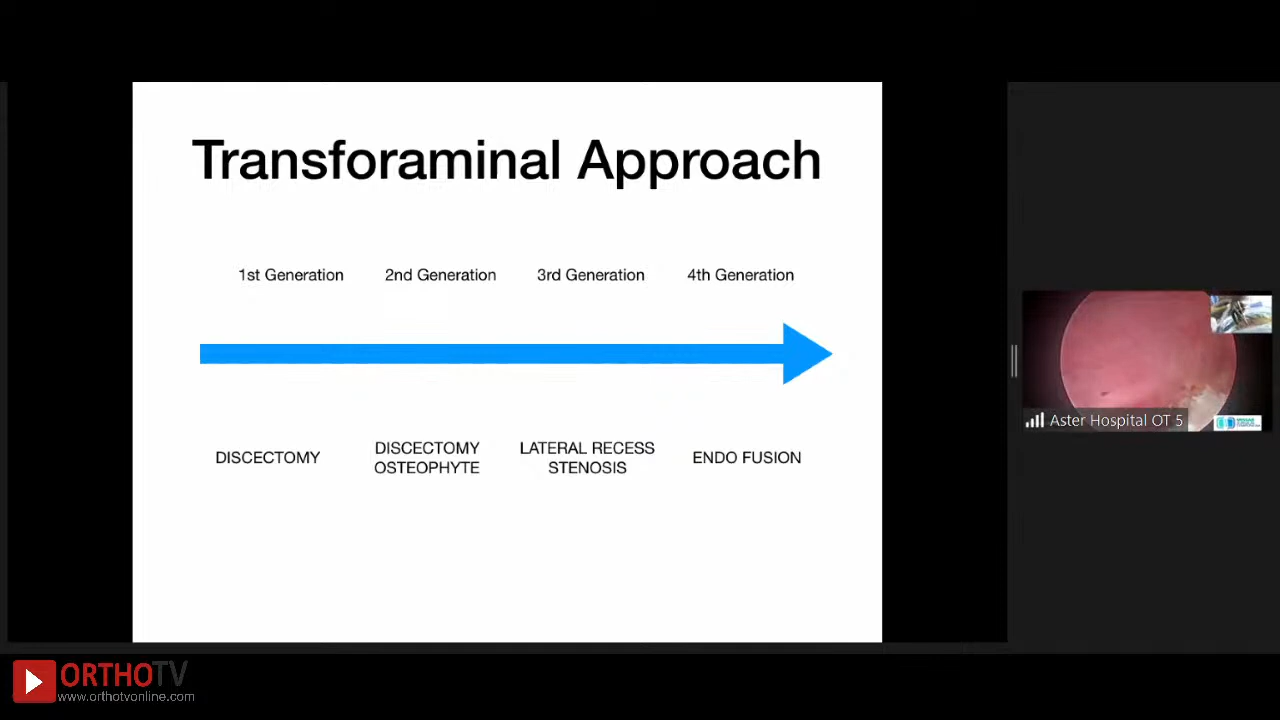 Transforaminal Approach
1st Generation
2nd Generation
3rd Generation
4th Generation
DISCECTOMY
DISCECTOMY
OSTEOPHYTE
LATERAL RECESS
STENOSIS
ENDO FUSION
Aster Hospital OT 5
ORTHOTV
www.orthotvonline.com